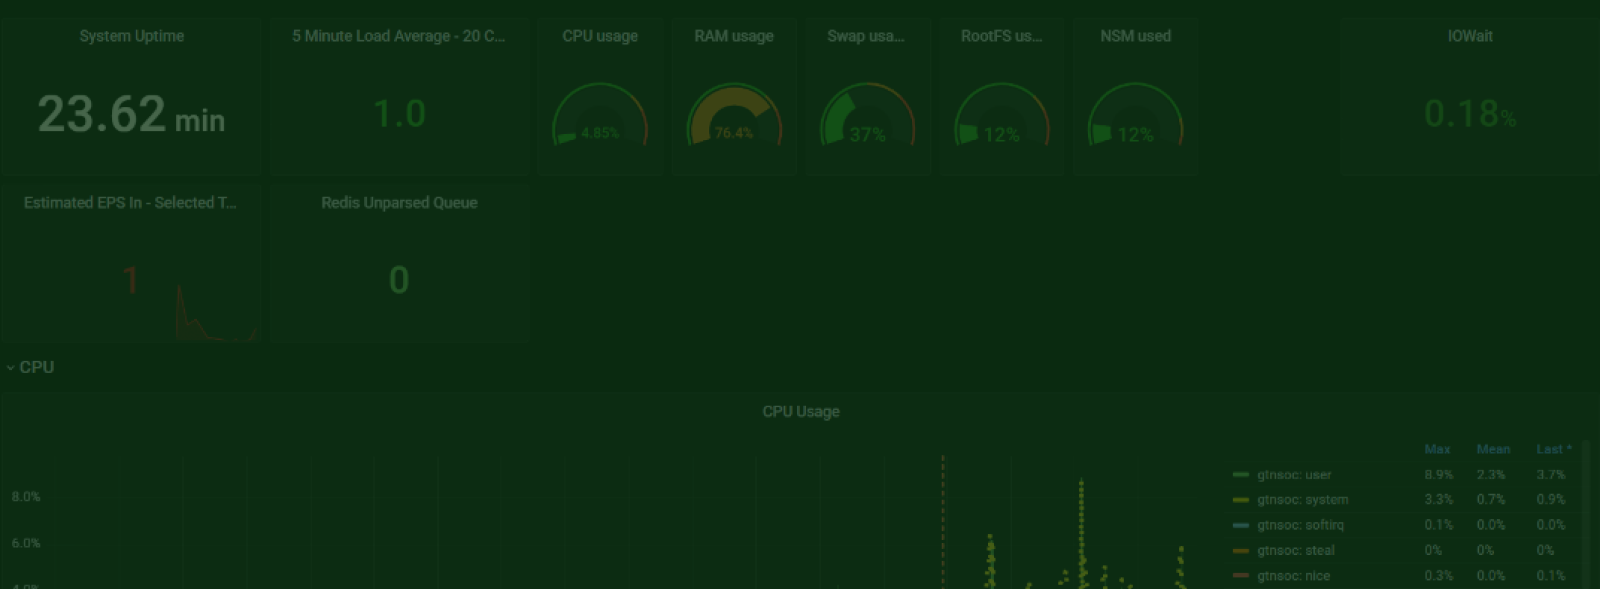 System Uptime
5 Minute Load Average - 20 C...
CPU usage
RAM usage
Swap usa...
RootFS us...
NSM used
IOWait
23.62 min
1.0
4.85%
76.4%
37%
12%
12%
0.18%
Estimated EPS In - Selected T...
Redis Unparsed Queue
1
0
CPU
CPU Usage
Max Mean Last *
8.0%
6.0%
4.0%
gtnsoc: user 8.9% 2.3% 3.7%
gtnsoc: system 3.3% 0.7% 0.9%
gtnsoc: softirq 0.1% 0.0% 0.0%
gtnsoc: steal 0% 0% 0%
gtnsoc: nice 0.3% 0.0% 0.1%